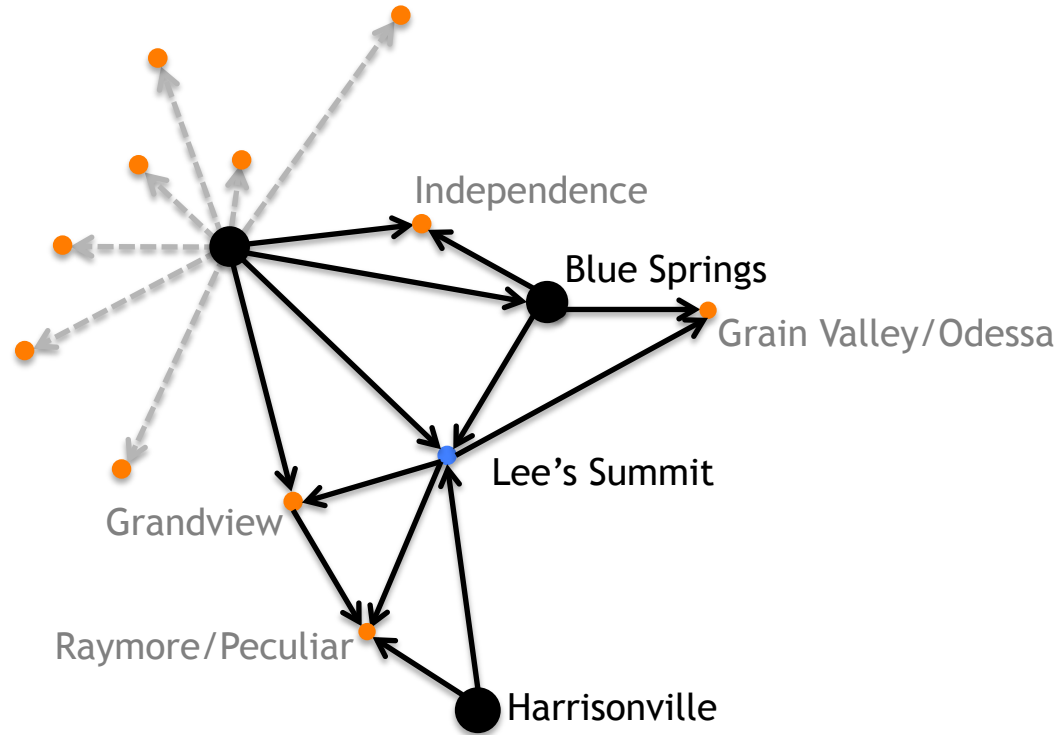 Independence
Blue Springs
Grain Valley/Odessa
Lee’s Summit
Grandview
Raymore/Peculiar
Harrisonville